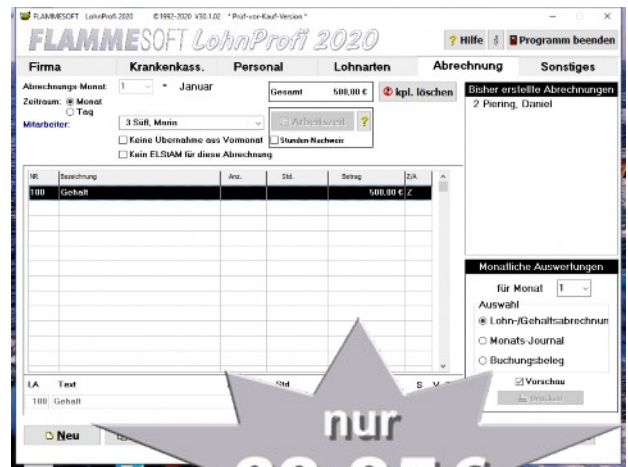 FLAMMESOFT LohnProfi 2020 ©1992-2020 V30.1.02 *Prüf-vor-Kauf-Version *
FLAMMESOFT LohnProfi 2020
? Hilfe Programm beenden
Firma Krankenkass. Personal Lohnarten Abrechnung Sonstiges
Abrechnungs-Monat: 1 - Januar
Gesamt 500,00 € kpl. löschen
Zeitraum: Monat
Tag
Mitarbeiter: 3 Süß, Marin
Arbeitszeit ?
Keine Übernahme aus Vormonat
Stunden-Nachweis
Kein ELStAM für diese Abrechnung
Bisher erstellte Abrechnungen
2 Piering, Daniel
NR Bezeichnung Anz. Std. Betrag Z/A
100 Gehalt 500,00 € Z
Monatliche Auswertungen
für Monat 1
Auswahl
Lohn-/Gehaltsabrechnun
Monats-Journal
Buchungsbeleg
Vorschau
Drucken
LA Text Std S V
100 Gehalt
Neu
nur